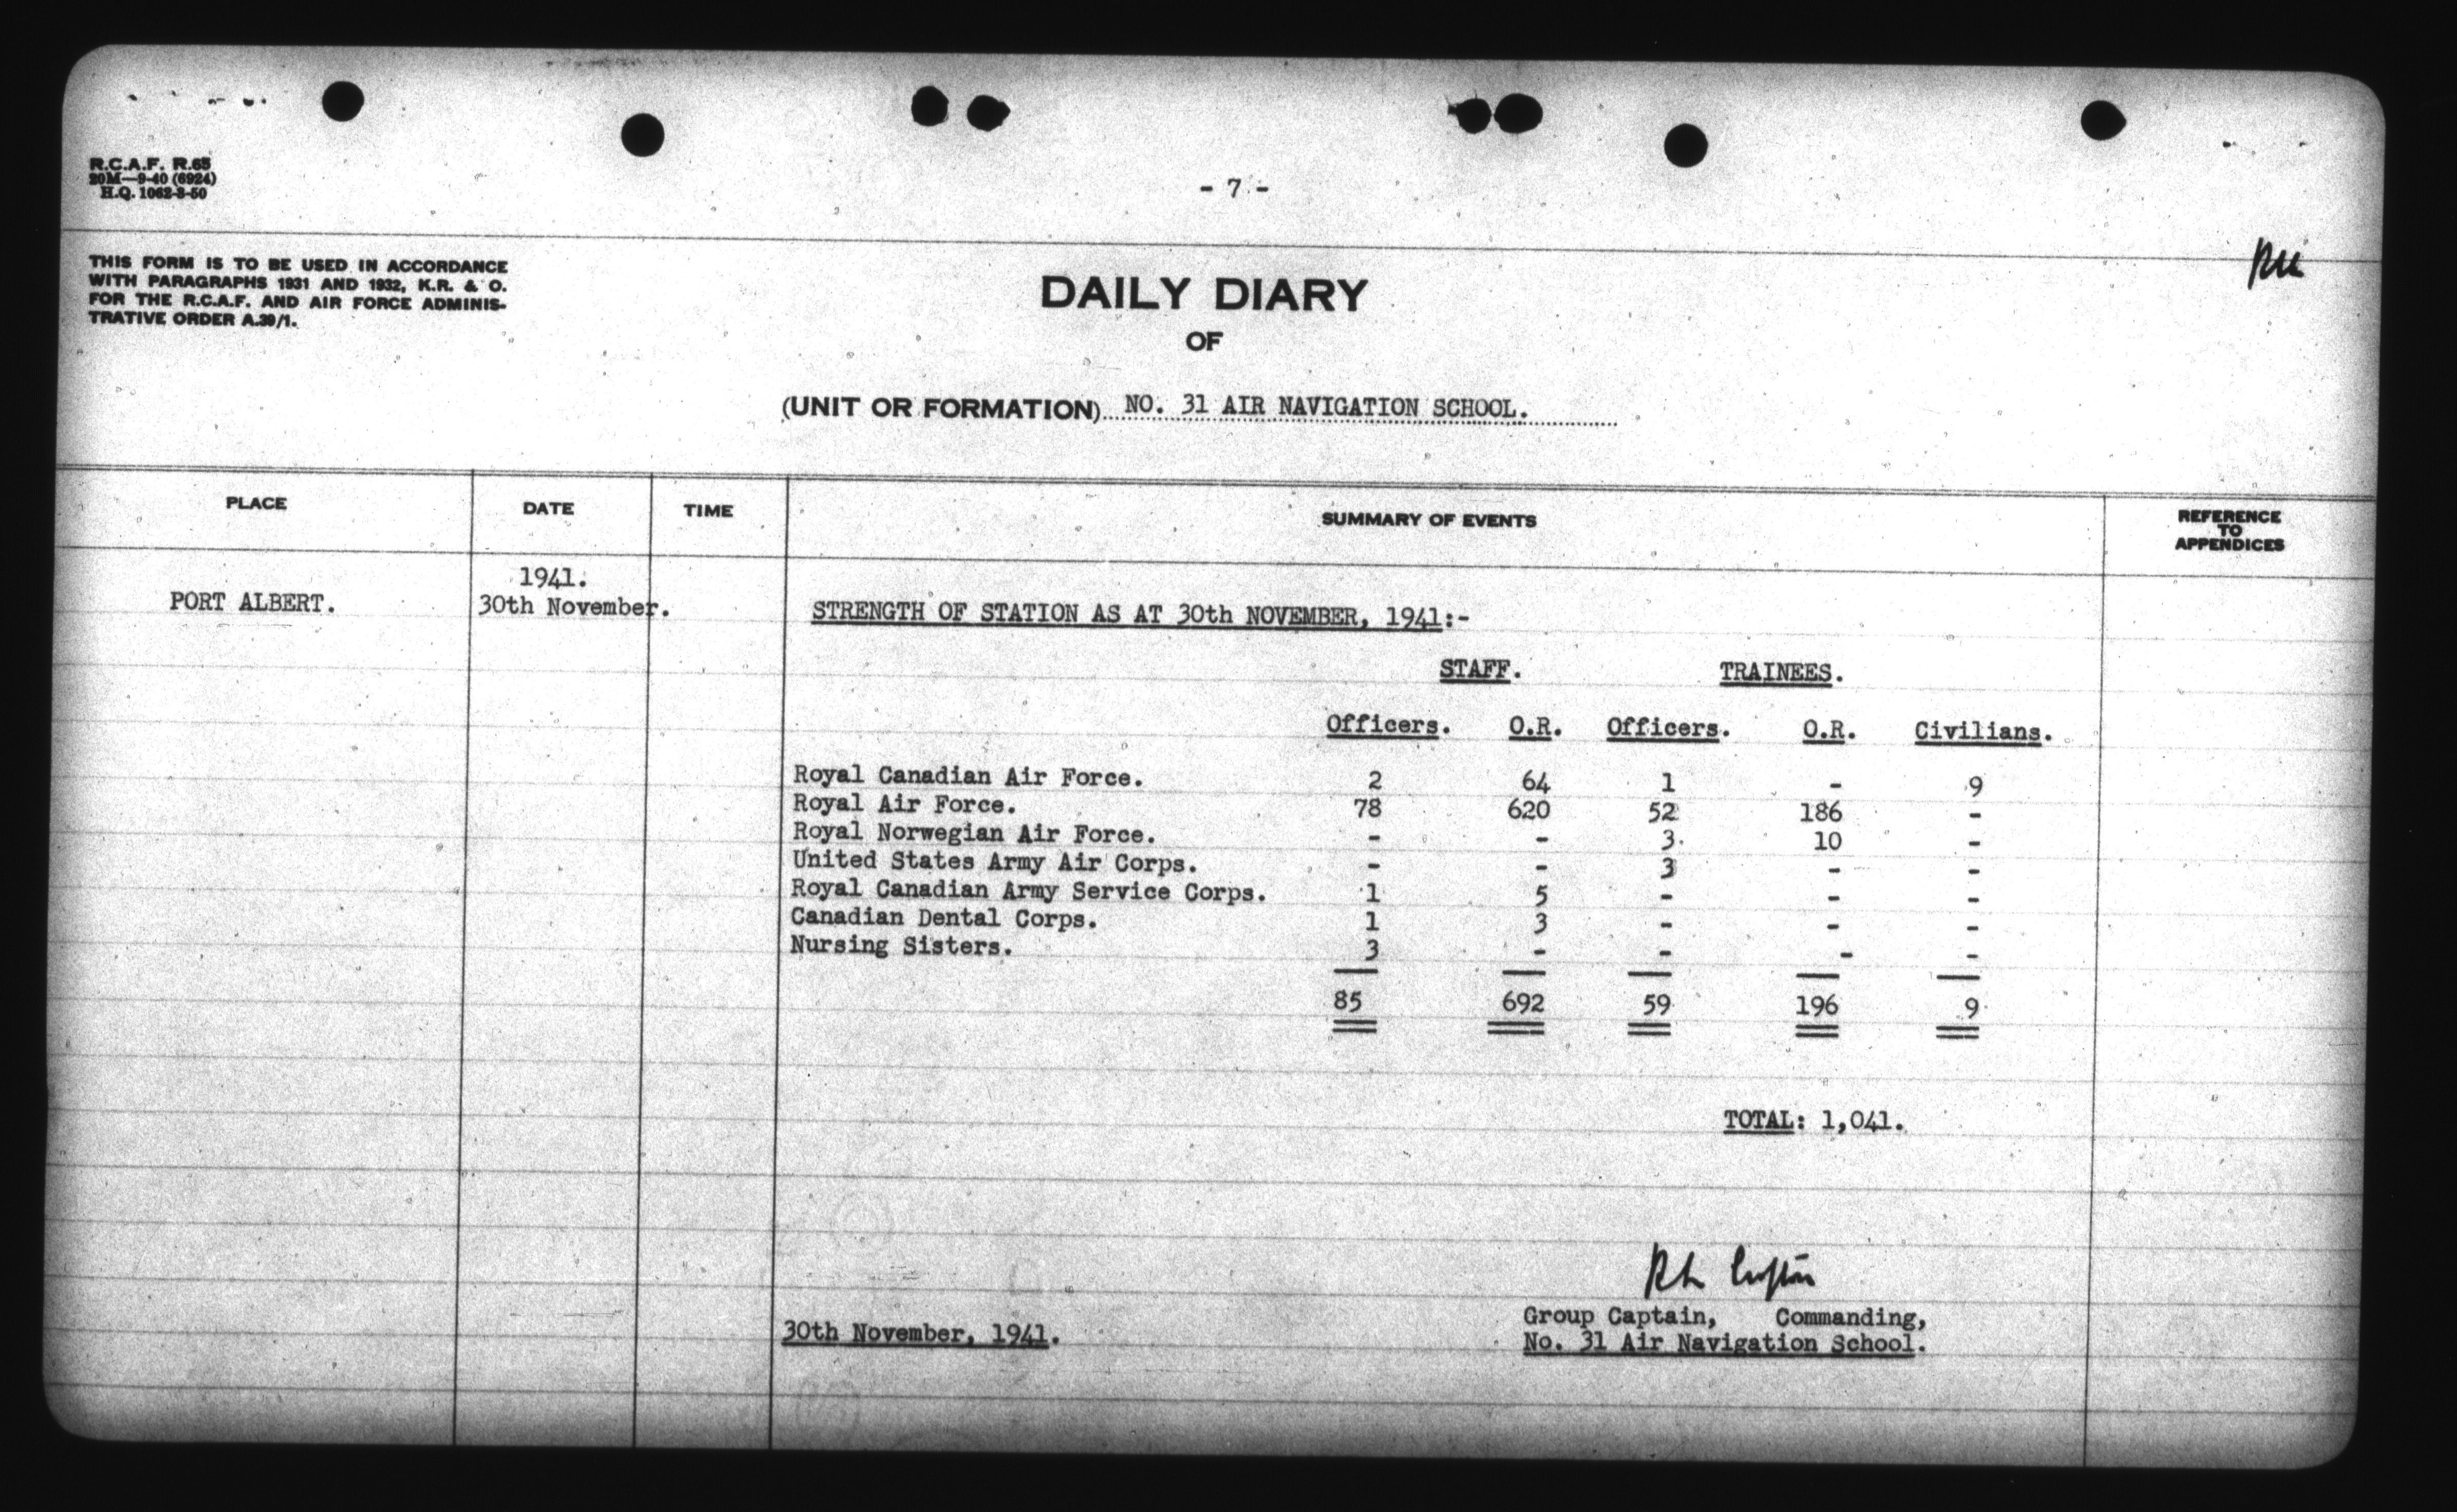 R.C.A.F. R.65
20M—9-40 (6924)
H.Q. 1062-3-50
- 7 -
THIS FORM IS TO BE USED IN ACCORDANCE
WITH PARAGRAPHS 1931 AND 1932, K.R. & O.
FOR THE R.C.A.F. AND AIR FORCE ADMINIS-
TRATIVE ORDER A.39/1.
DAILY DIARY
OF
(UNIT OR FORMATION) NO. 31 AIR NAVIGATION SCHOOL.
PLACE DATE TIME SUMMARY OF EVENTS REFERENCE TO APPENDICES
1941.
PORT ALBERT. 30th November. STRENGTH OF STATION AS AT 30th NOVEMBER, 1941:-
STAFF. TRAINEES.
Officers. O.R. Officers. O.R. Civilians.
Royal Canadian Air Force. 2 64 1 - 9
Royal Air Force. 78 620 52 186 -
Royal Norwegian Air Force. - - 3 10 -
United States Army Air Corps. - - 3 - -
Royal Canadian Army Service Corps. 1 5 - - -
Canadian Dental Corps. 1 3 - - -
Nursing Sisters. 3 - - - -
85 692 59 196 9
TOTAL: 1,041.
Group Captain, Commanding,
30th November, 1941. No. 31 Air Navigation School.